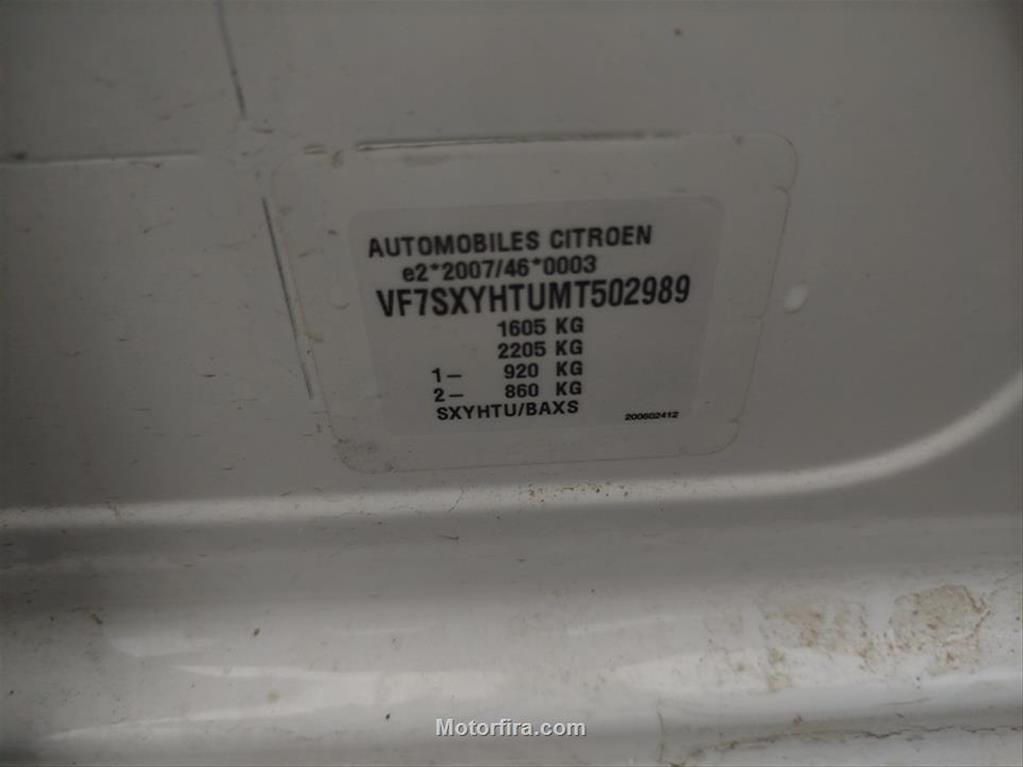 AUTOMOBILES CITROEN
e2*2007/46*0003
VF7SXYHTUMT502989
1605 KG
2205 KG
1- 920 KG
2- 860 KG
SXYHTU/BAXS 200602412
Motorfira.com